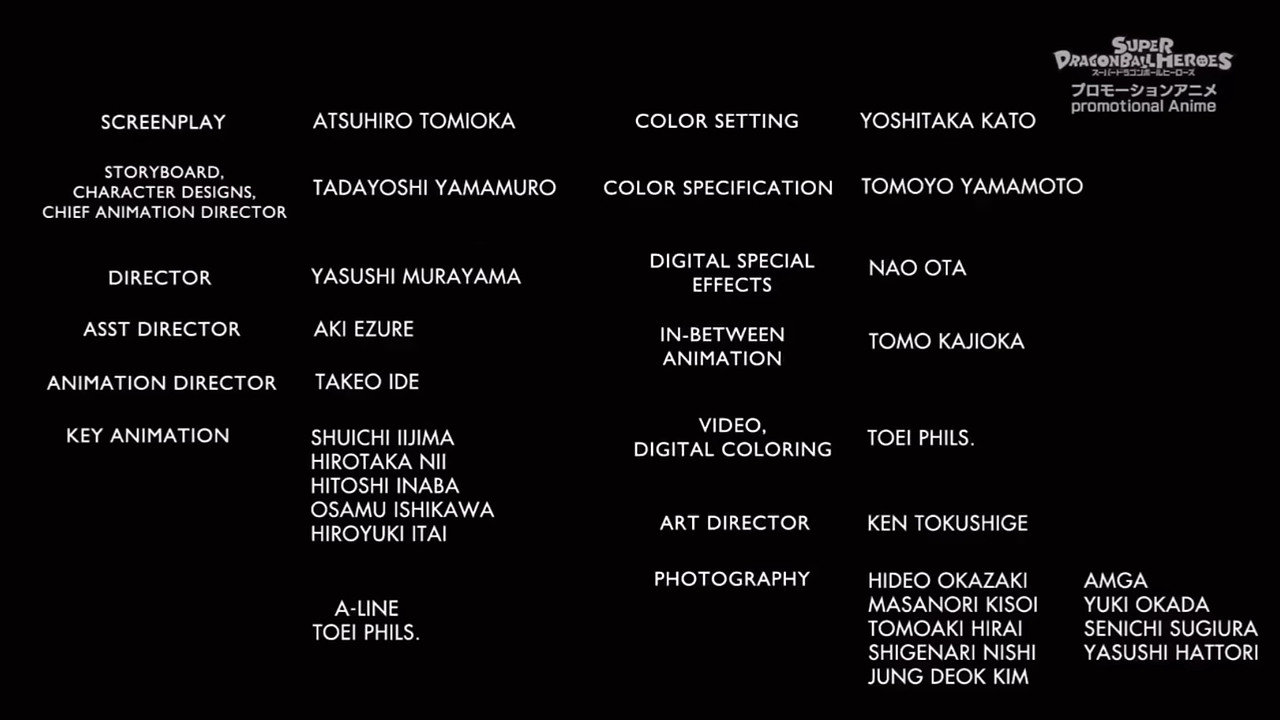 SUPER
DRAGONBALL HEROES
スーパードラゴンボールヒーローズ
プロモーションアニメ
promotional Anime
SCREENPLAY
ATSUHIRO TOMIOKA
STORYBOARD,
CHARACTER DESIGNS,
CHIEF ANIMATION DIRECTOR
TADAYOSHI YAMAMURO
DIRECTOR
YASUSHI MURAYAMA
ASST DIRECTOR
AKI EZURE
ANIMATION DIRECTOR
TAKEO IDE
KEY ANIMATION
SHUICHI IIJIMA
HIROTAKA NII
HITOSHI INABA
OSAMU ISHIKAWA
HIROYUKI ITAI
A-LINE
TOEI PHILS.
COLOR SETTING
YOSHITAKA KATO
COLOR SPECIFICATION
TOMOYO YAMAMOTO
DIGITAL SPECIAL
EFFECTS
NAO OTA
IN-BETWEEN
ANIMATION
TOMO KAJIOKA
VIDEO,
DIGITAL COLORING
TOEI PHILS.
ART DIRECTOR
KEN TOKUSHIGE
PHOTOGRAPHY
HIDEO OKAZAKI
MASANORI KISOI
TOMOAKI HIRAI
SHIGENARI NISHI
JUNG DEOK KIM
AMGA
YUKI OKADA
SENICHI SUGIURA
YASUSHI HATTORI